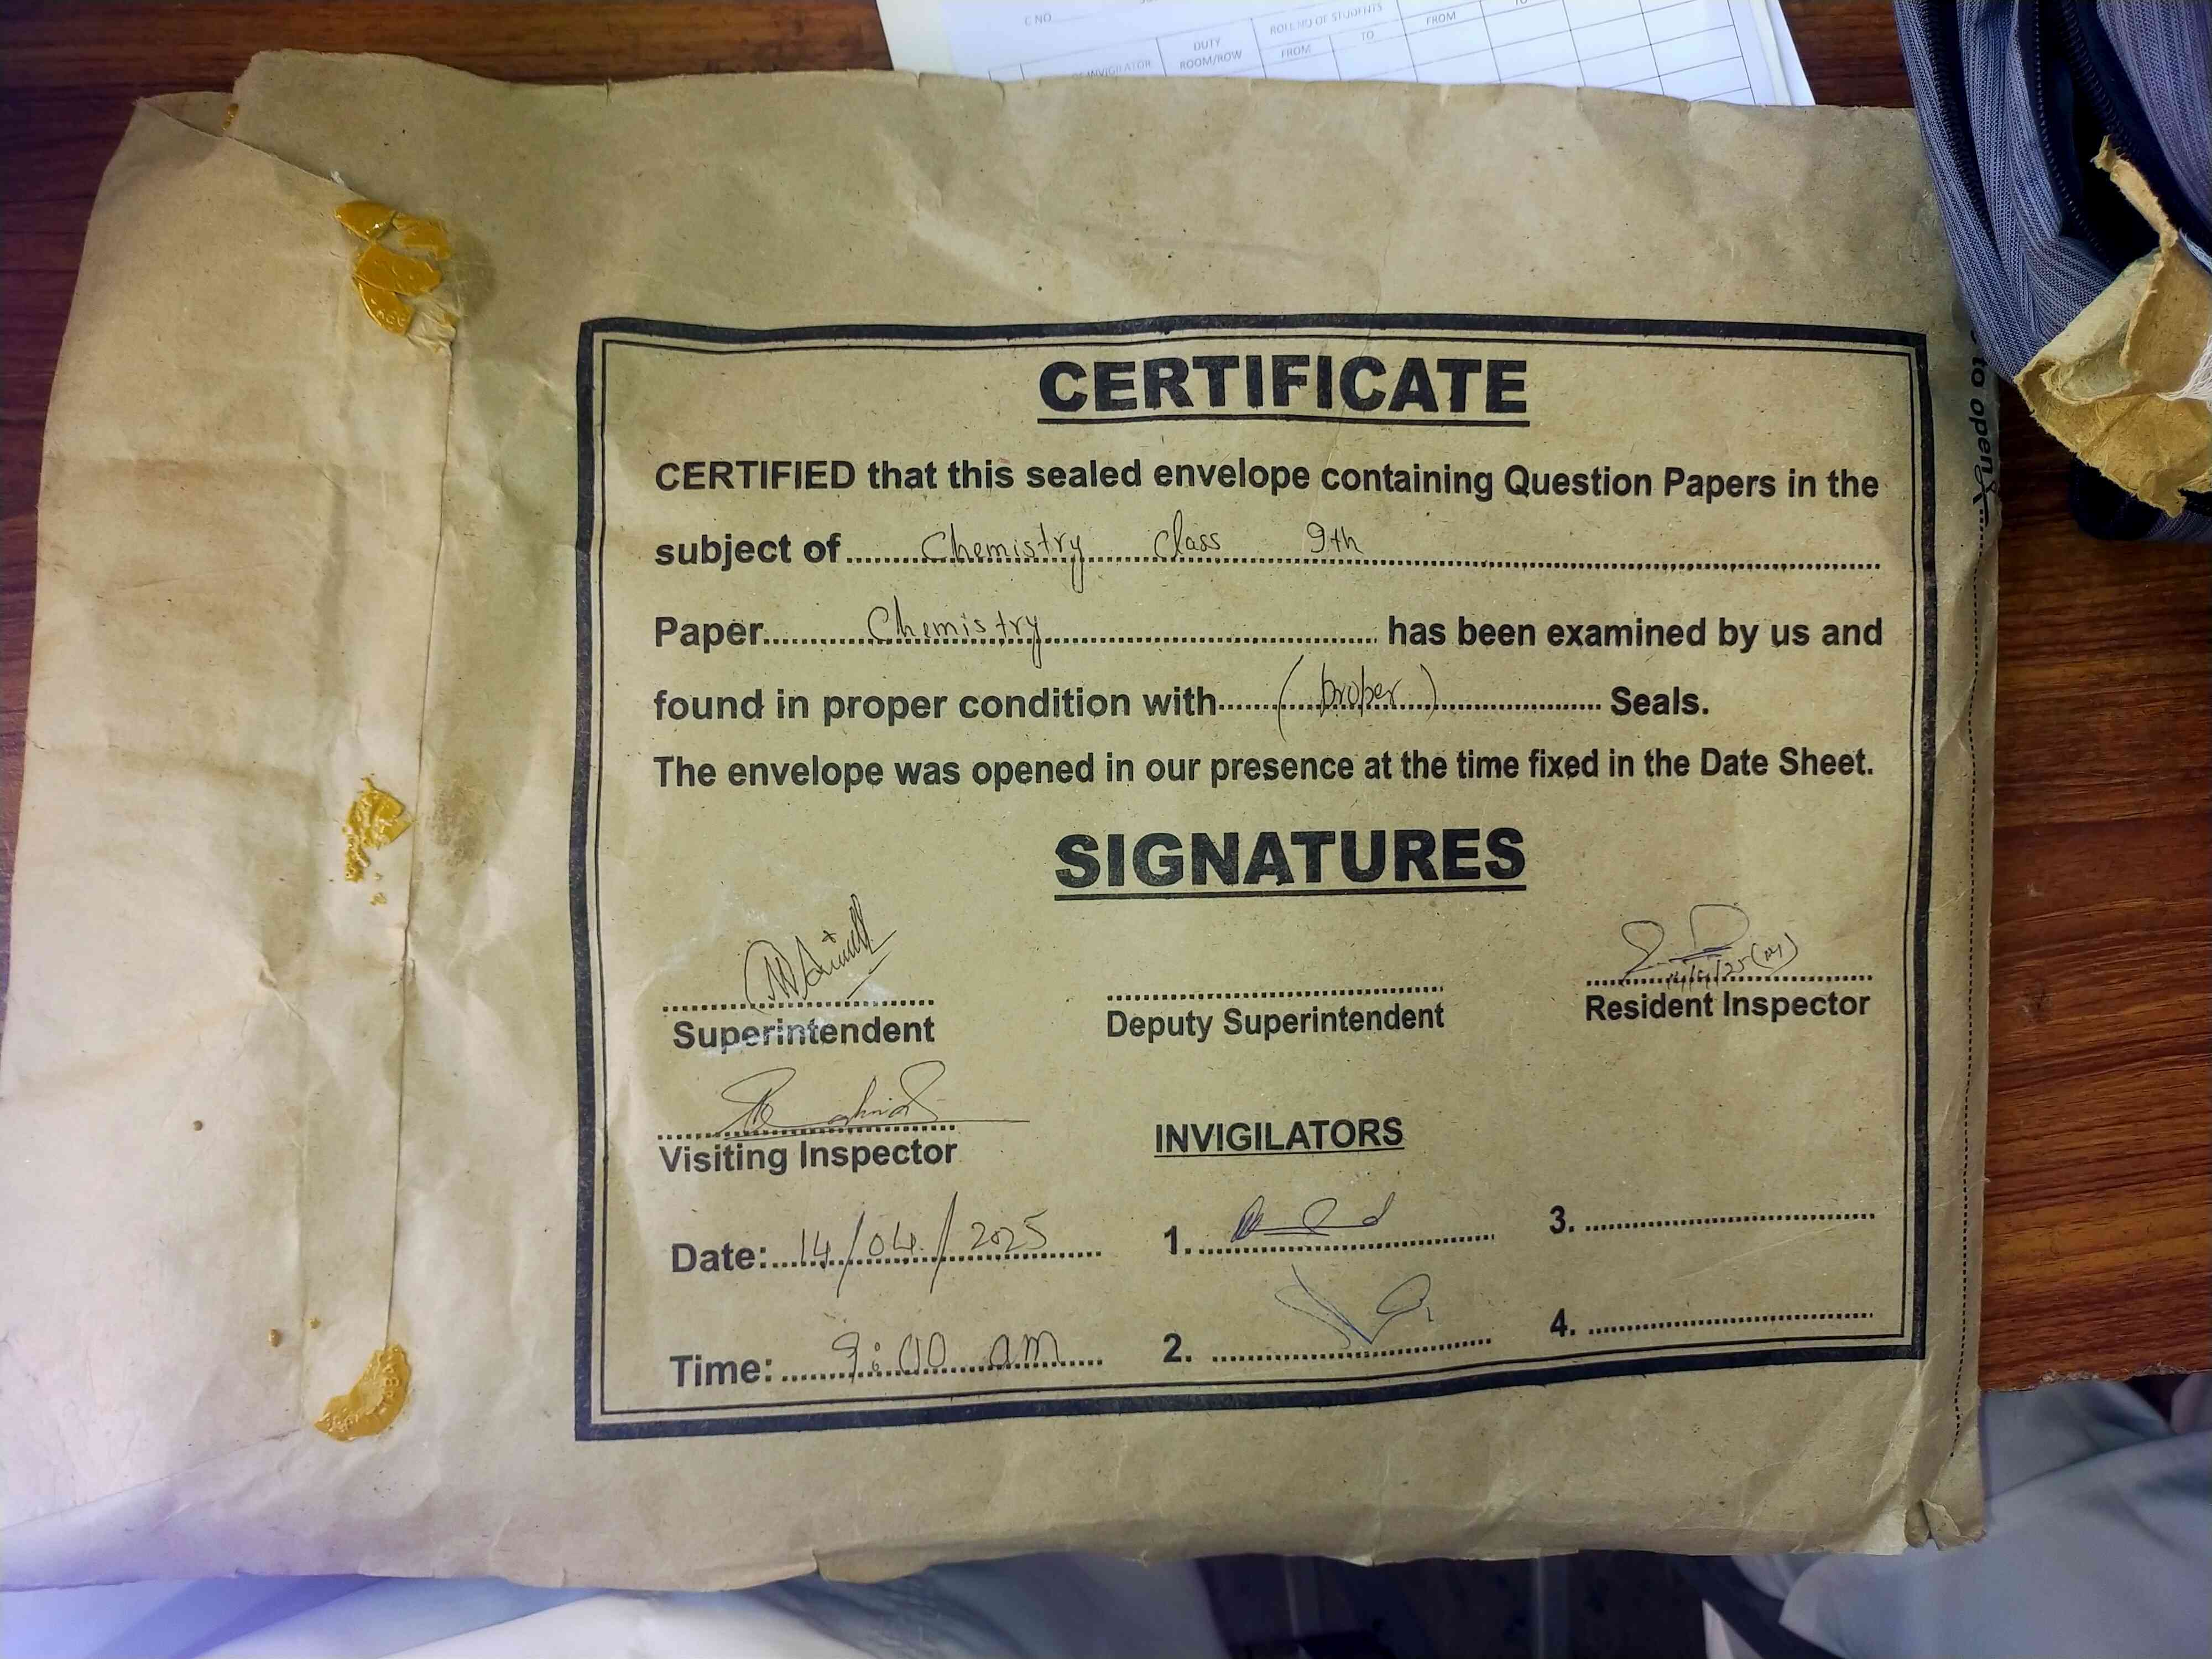 C NO
DUTY
ROOM/ROW
ROLL NO OF STUDENTS
FROM TO FROM TO
INVIGILATOR
CERTIFICATE
CERTIFIED that this sealed envelope containing Question Papers in the
subject of Chemistry Class 9th
Paper Chemistry has been examined by us and
found in proper condition with (proper) Seals.
The envelope was opened in our presence at the time fixed in the Date Sheet.
SIGNATURES
Superintendent
Deputy Superintendent
Resident Inspector
Visiting Inspector
INVIGILATORS
Date: 14/04/2025 1. 3.
Time: 9:00 am 2. 4.
to open